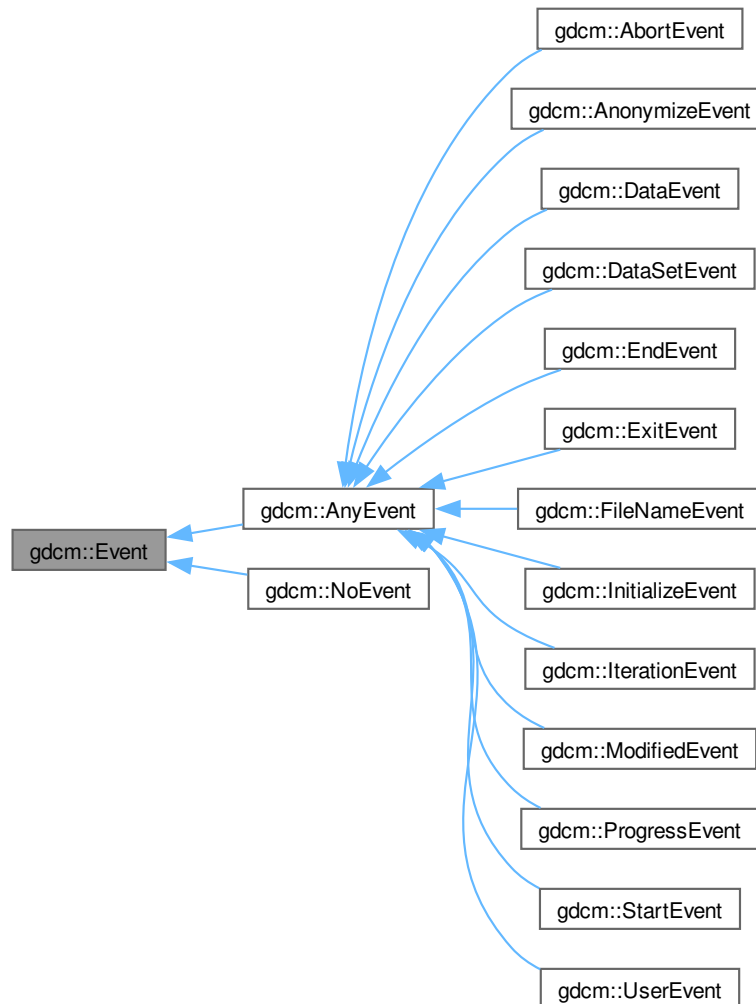 gdcm::AbortEvent
gdcm::AnonymizeEvent
gdcm::DataEvent
gdcm::DataSetEvent
gdcm::EndEvent
gdcm::ExitEvent
gdcm::AnyEvent
gdcm::FileNameEvent
gdcm::Event
gdcm::NoEvent
gdcm::InitializeEvent
gdcm::IterationEvent
gdcm::ModifiedEvent
gdcm::ProgressEvent
gdcm::StartEvent
gdcm::UserEvent